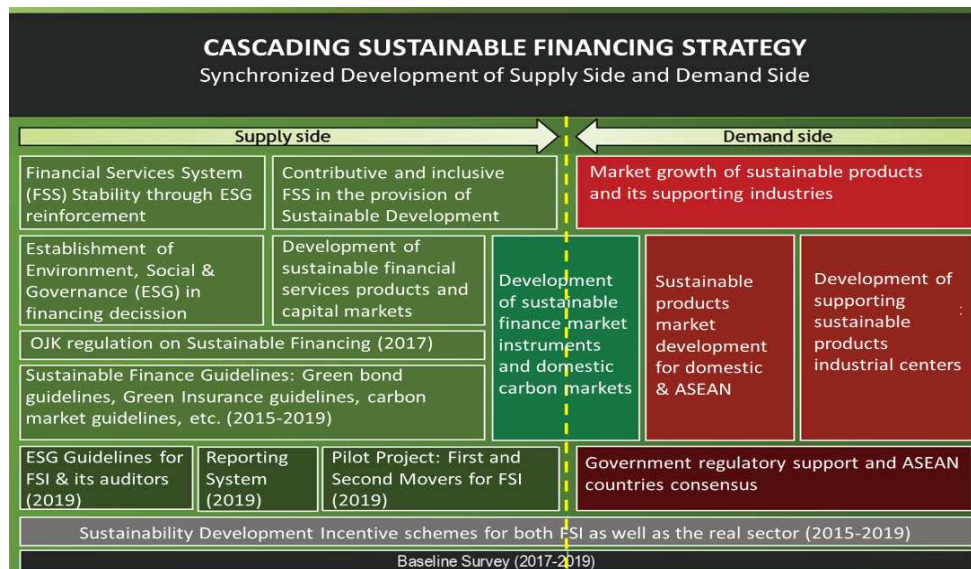 CASCADING SUSTAINABLE FINANCING STRATEGY
Synchronized Development of Supply Side and Demand Side
Supply side
Demand side
Financial Services System
(FSS) Stability through ESG
reinforcement
Contributive and inclusive
FSS in the provision of
Sustainable Development
Market growth of sustainable products
and its supporting industries
Establishment of
Environment, Social &
Governance (ESG) in
financing decission
Development of
sustainable financial
services products and
capital markets
Development
of sustainable
finance market
instruments
and domestic
carbon markets
Sustainable
products
market
development
for domestic
& ASEAN
Development of
supporting
sustainable
products
industrial centers
OJK regulation on Sustainable Financing (2017)
Sustainable Finance Guidelines: Green bond
guidelines, Green Insurance guidelines, carbon
market guidelines, etc. (2015-2019)
ESG Guidelines for
FSI & its auditors
(2019)
Reporting
System
(2019)
Pilot Project: First and
Second Movers for FSI
(2019)
Government regulatory support and ASEAN
countries consensus
Sustainability Development Incentive schemes for both FSI as well as the real sector (2015-2019)
Baseline Survey (2017-2019)